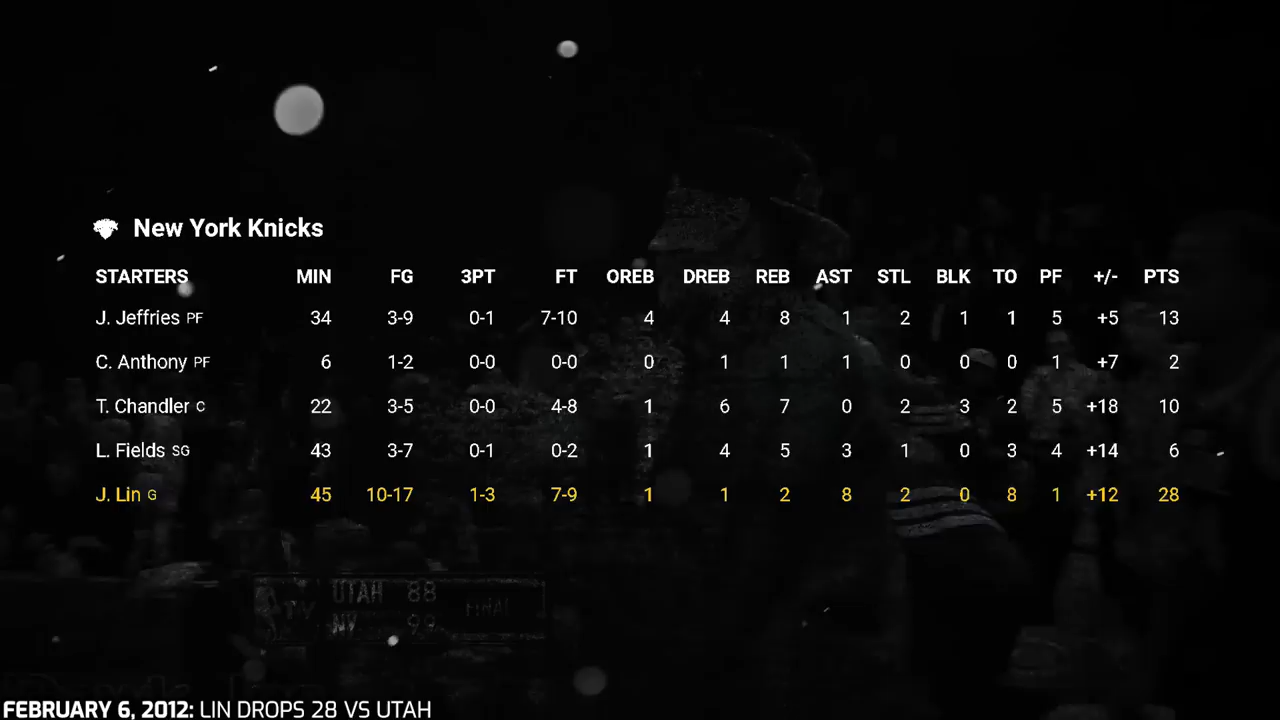 New York Knicks
STARTERS MIN FG 3PT FT OREB DREB REB AST STL BLK TO PF +/- PTS
J. Jeffries PF 34 3-9 0-1 7-10 4 4 8 1 2 1 1 5 +5 13
C. Anthony PF 6 1-2 0-0 0-0 0 1 1 1 0 0 0 1 +7 2
T. Chandler C 22 3-5 0-0 4-8 1 6 7 0 2 3 2 5 +18 10
L. Fields SG 43 3-7 0-1 0-2 1 4 5 3 1 0 3 4 +14 6
J. Lin G 45 10-17 1-3 7-9 1 1 2 8 2 0 8 1 +12 28
UTAH 88
TV FINAL
NY 99
FEBRUARY 6, 2012: LIN DROPS 28 VS UTAH